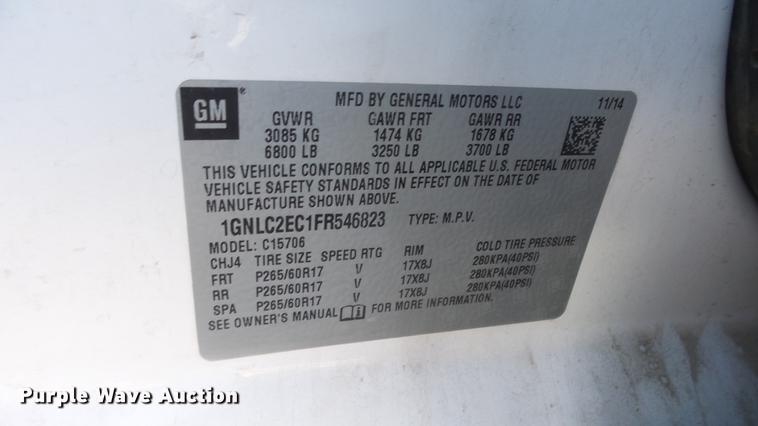 GM ®
MFD BY GENERAL MOTORS LLC 11/14
GVWR GAWR FRT GAWR RR
3085 KG 1474 KG 1678 KG
6800 LB 3250 LB 3700 LB
THIS VEHICLE CONFORMS TO ALL APPLICABLE U.S. FEDERAL MOTOR
VEHICLE SAFETY STANDARDS IN EFFECT ON THE DATE OF
MANUFACTURE SHOWN ABOVE.
1GNLC2EC1FR546823 TYPE: M.P.V.
MODEL: C15706
CHJ4 TIRE SIZE SPEED RTG RIM COLD TIRE PRESSURE
FRT P265/60R17 V 17X8J 280KPA(40PSI)
RR P265/60R17 V 17X8J 280KPA(40PSI)
SPA P265/60R17 V 17X8J 280KPA(40PSI)
SEE OWNER'S MANUAL FOR MORE INFORMATION.
Purple Wave Auction